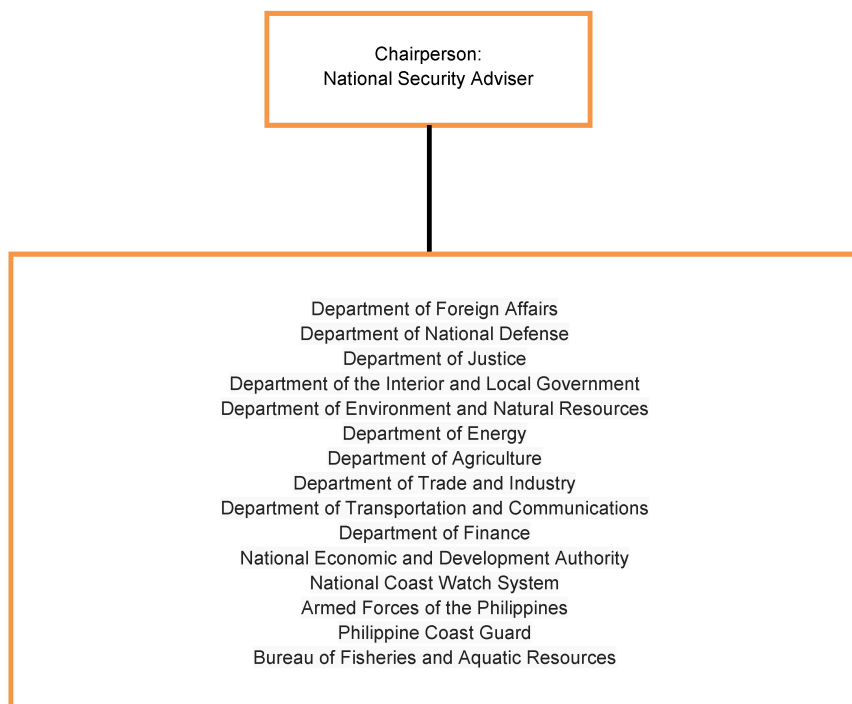 Chairperson:
National Security Adviser
Department of Foreign Affairs
Department of National Defense
Department of Justice
Department of the Interior and Local Government
Department of Environment and Natural Resources
Department of Energy
Department of Agriculture
Department of Trade and Industry
Department of Transportation and Communications
Department of Finance
National Economic and Development Authority
National Coast Watch System
Armed Forces of the Philippines
Philippine Coast Guard
Bureau of Fisheries and Aquatic Resources